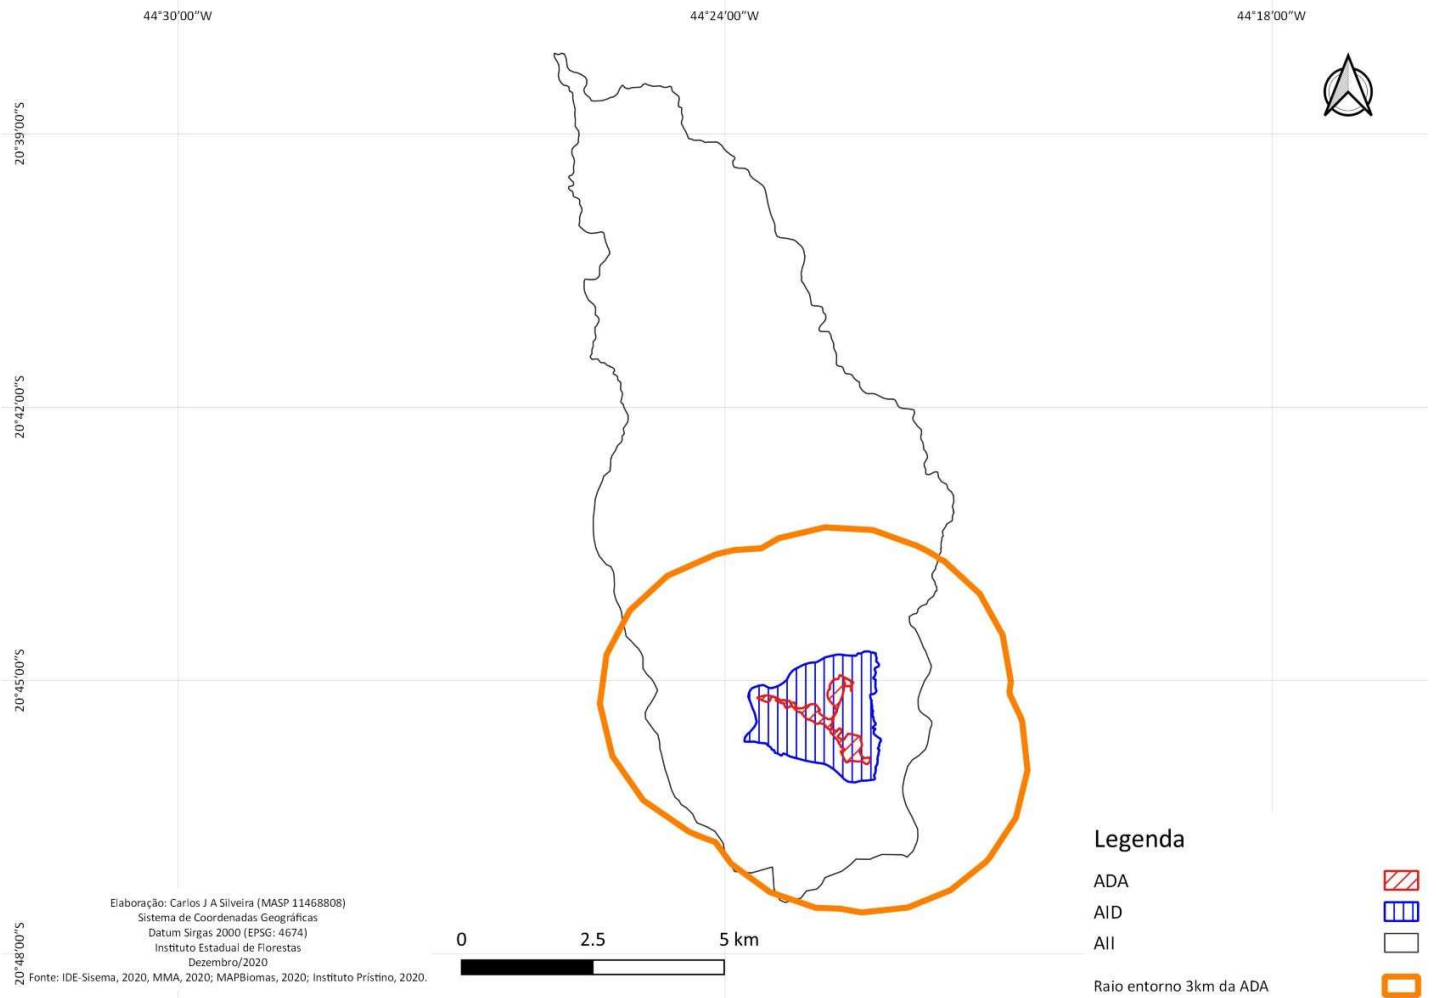 44°30'00"W
44°24'00"W
44°18'00"W
20°39'00"S
20°42'00"S
20°45'00"S
20°48'00"S
Elaboração: Carlos J A Silveira (MASP 11468808)
Sistema de Coordenadas Geográficas
Datum Sirgas 2000 (EPSG: 4674)
Instituto Estadual de Florestas
Dezembro/2020
Fonte: IDE-Sisema, 2020, MMA, 2020; MAPBiomas, 2020; Instituto Prístino, 2020.
0 2.5 5 km
Legenda
ADA
AID
AII
Raio entorno 3km da ADA